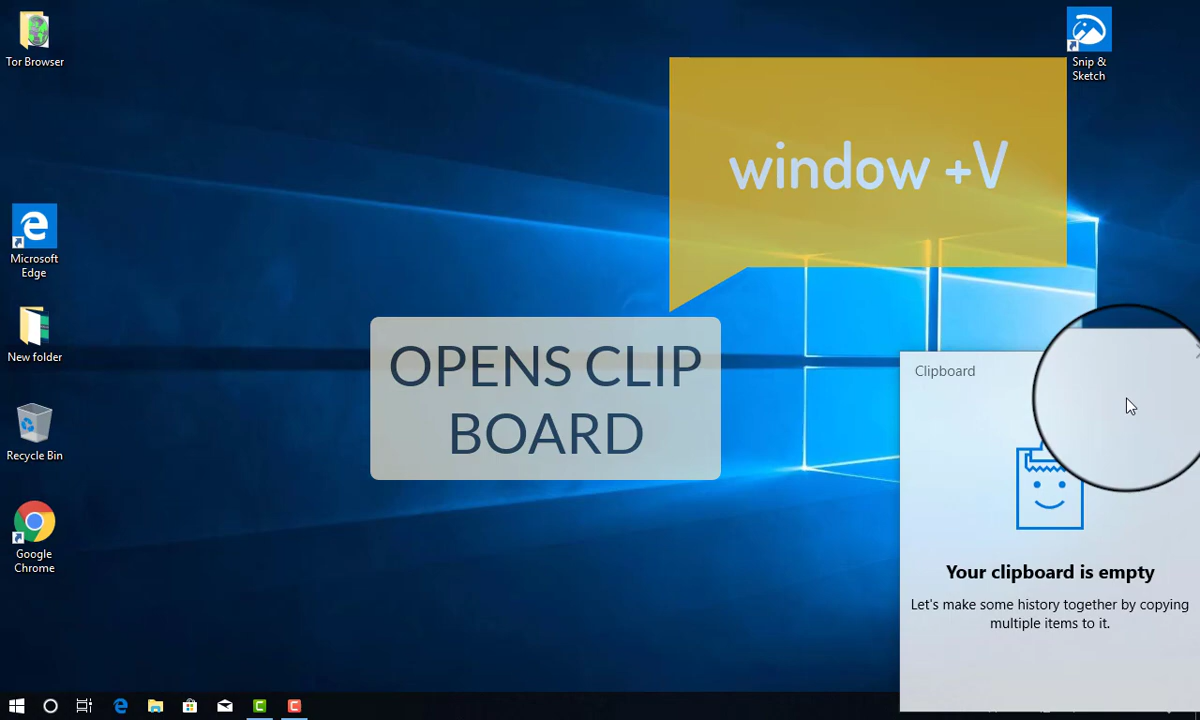 Tor Browser
Snip &
Sketch
window +V
Microsoft
Edge
New folder
OPENS CLIP
BOARD
Clipboard
Recycle Bin
Google
Chrome
Your clipboard is empty
Let's make some history together by copying
multiple items to it.